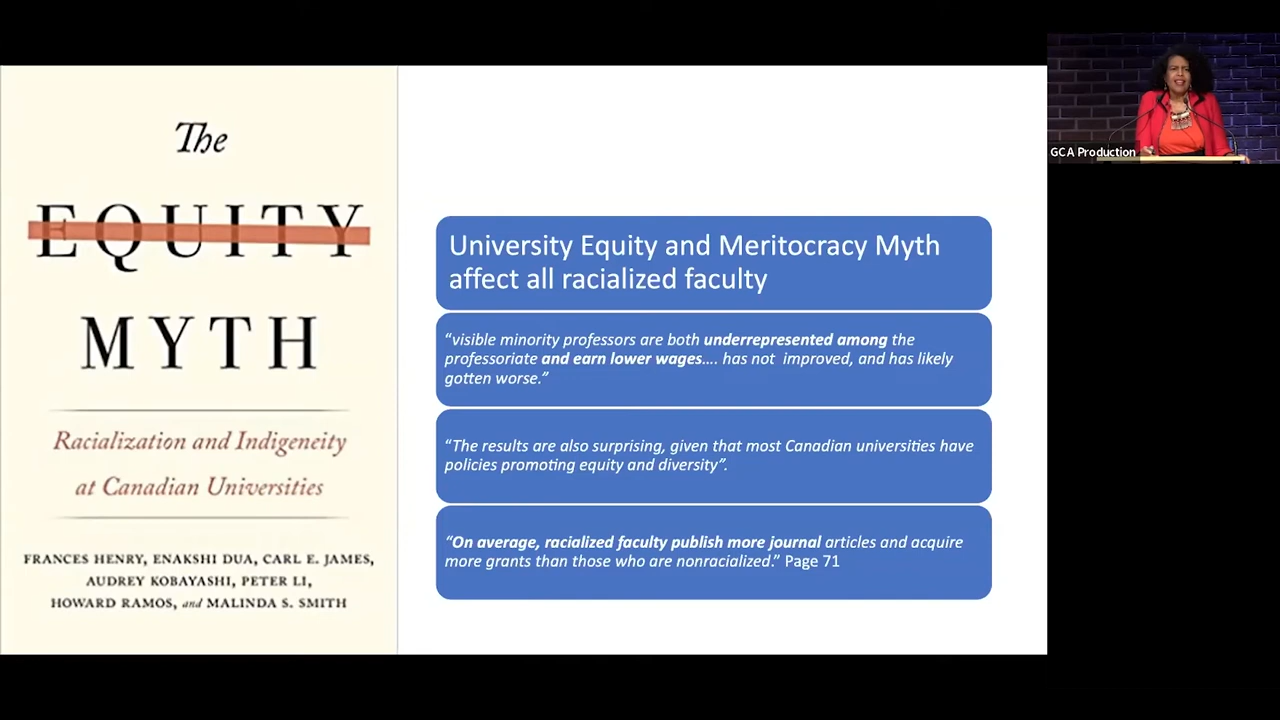 The
EQUITY
MYTH
Racialization and Indigeneity
at Canadian Universities
FRANCES HENRY, ENAKSHI DUA, CARL E. JAMES,
AUDREY KOBAYASHI, PETER LI,
HOWARD RAMOS, and MALINDA S. SMITH
University Equity and Meritocracy Myth
affect all racialized faculty
“visible minority professors are both underrepresented among the
professoriate and earn lower wages…. has not  improved, and has likely
gotten worse.”
“The results are also surprising, given that most Canadian universities have
policies promoting equity and diversity”.
“On average, racialized faculty publish more journal articles and acquire
more grants than those who are nonracialized.” Page 71
GCA Production